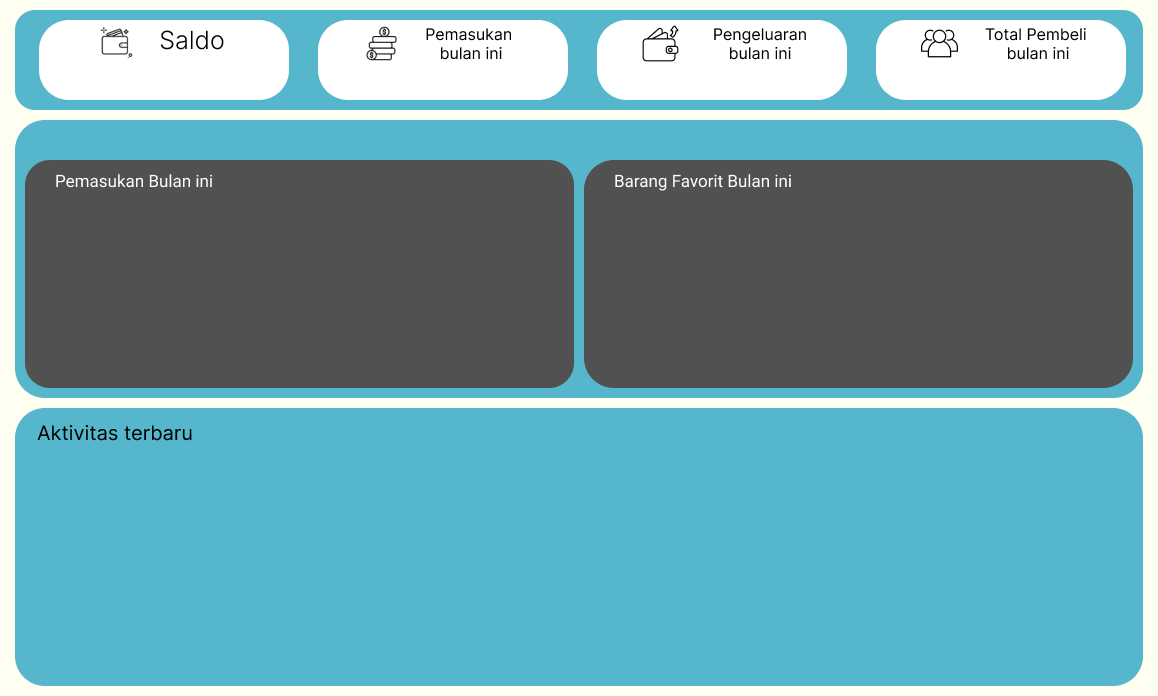 Saldo
Pemasukan
bulan ini
Pengeluaran
bulan ini
Total Pembeli
bulan ini
Pemasukan Bulan ini
Barang Favorit Bulan ini
Aktivitas terbaru